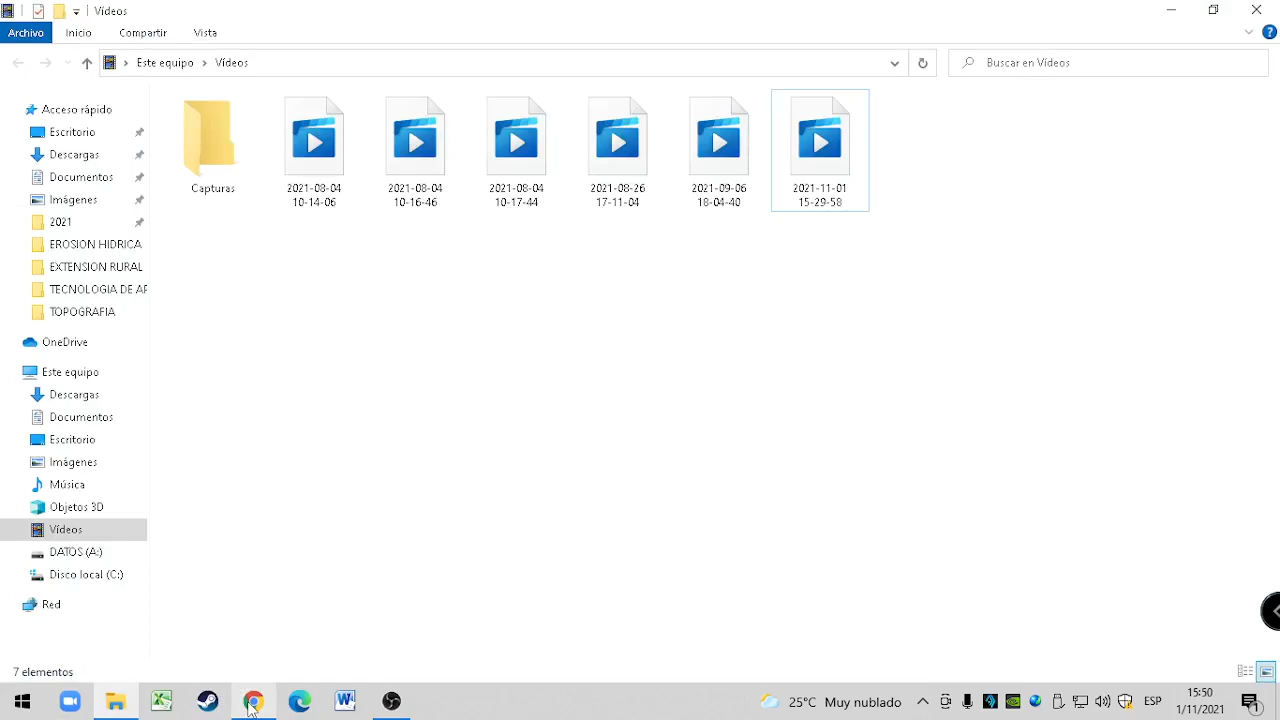 Vídeos
Archivo
Inicio
Compartir
Vista
Este equipo
Vídeos
Buscar en Vídeos
Acceso rápido
Escritorio
Descargas
Documentos
Imágenes
2021
EROSION HIDRICA
EXTENSION RURAL
TECNOLOGIA DE AP
TOPOGRAFIA
OneDrive
Este equipo
Descargas
Documentos
Escritorio
Imágenes
Música
Objetos 3D
Vídeos
DATOS (A:)
Disco local (C:)
Red
Capturas
2021-08-04
10-14-06
2021-08-04
10-16-46
2021-08-04
10-17-44
2021-08-26
17-11-04
2021-09-08
18-04-40
2021-11-01
15-29-58
7 elementos
25°C Muy nublado
ESP
15:50
1/11/2021
1